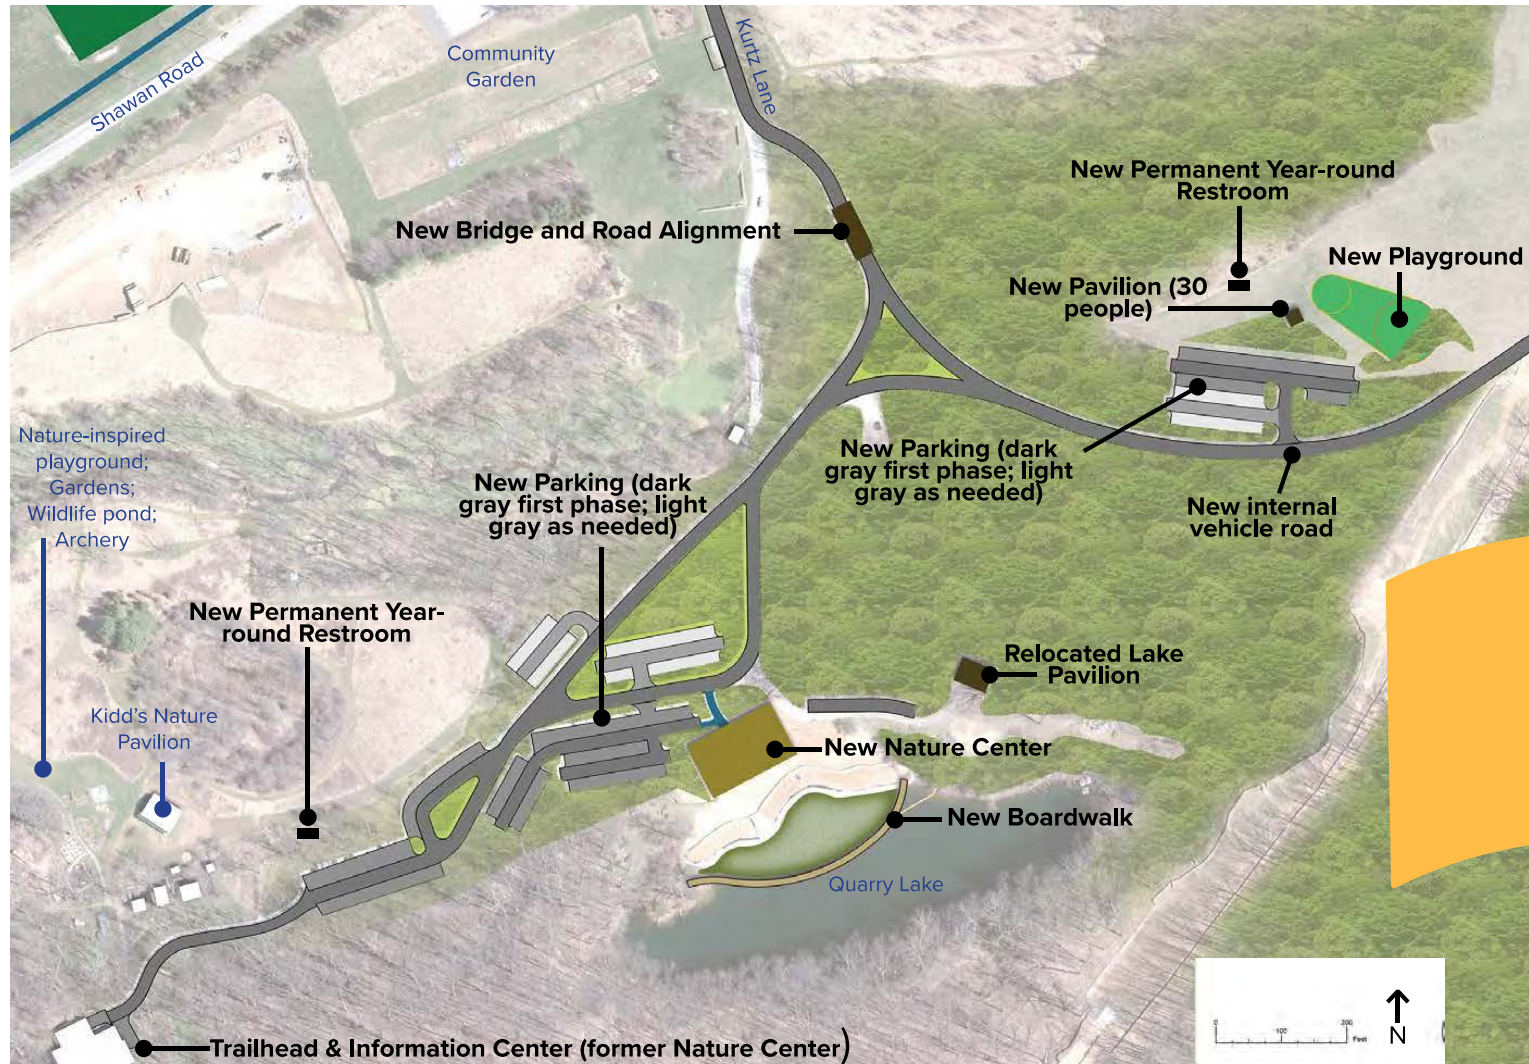 Shawan Road
Community
Garden
Kurtz Lane
New Permanent Year-round
Restroom
New Bridge and Road Alignment
New Playground
New Pavilion (30
people)
Nature-inspired
playground;
Gardens;
Wildlife pond;
Archery
New Parking (dark
gray first phase; light
gray as needed)
New Parking (dark
gray first phase; light
gray as needed)
New internal
vehicle road
New Permanent Year-
round Restroom
Relocated Lake
Pavilion
Kidd's Nature
Pavilion
New Nature Center
New Boardwalk
Quarry Lake
0 100 200
Feet
N
Trailhead & Information Center (former Nature Center)